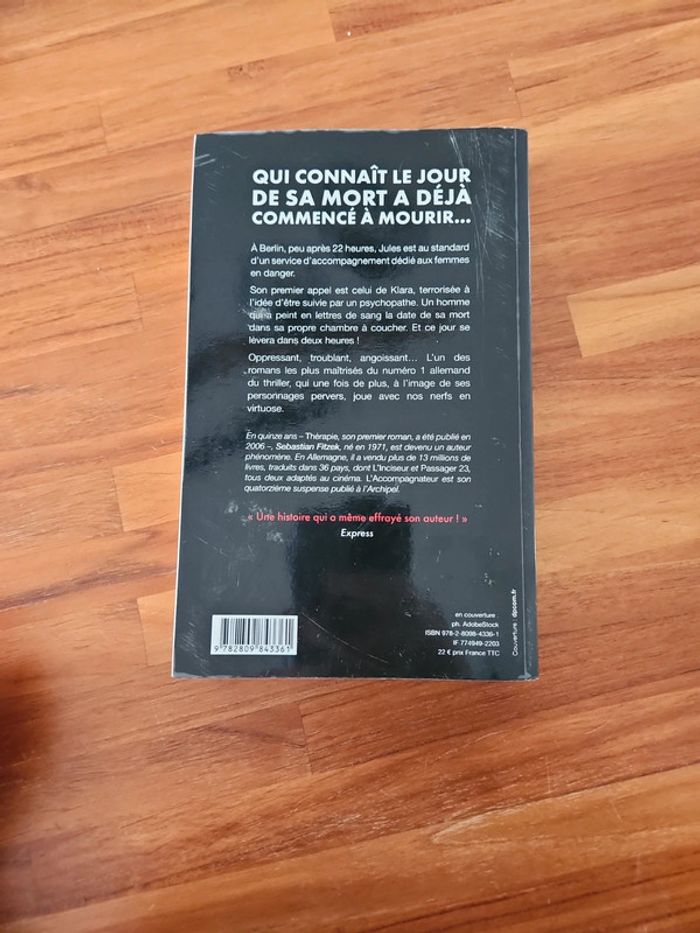 QUI CONNAÎT LE JOUR
DE SA MORT A DÉJÀ
COMMENCÉ À MOURIR...
À Berlin, peu après 22 heures, Jules est au standard
d'un service d'accompagnement dédié aux femmes
en danger.
Son premier appel est celui de Klara, terrorisée à
l'idée d'être suivie par un psychopathe. Un homme
qui a peint en lettres de sang la date de sa mort
dans sa propre chambre à coucher. Et ce jour se
lèvera dans deux heures !
Oppressant, troublant, angoissant... L'un des
romans les plus maîtrisés du numéro 1 allemand
du thriller, qui une fois de plus, à l'image de ses
personnages pervers, joue avec nos nerfs en
virtuose.
En quinze ans – Thérapie, son premier roman, a été publié en
2006 –, Sebastian Fitzek, né en 1971, est devenu un auteur
phénomène. En Allemagne, il a vendu plus de 13 millions de
livres, traduits dans 36 pays, dont L'Inciseur et Passager 23,
tous deux adaptés au cinéma. L'Accompagnateur est son
quatorzième suspense publié à l'Archipel.
« Une histoire qui a même effrayé son auteur ! »
Express
en couverture :
ph. AdobeStock
ISBN 978-2-8098-4336-1
IF 774949-2203
22 € prix France TTC
9 782809 843361
Couverture : dpcom.fr